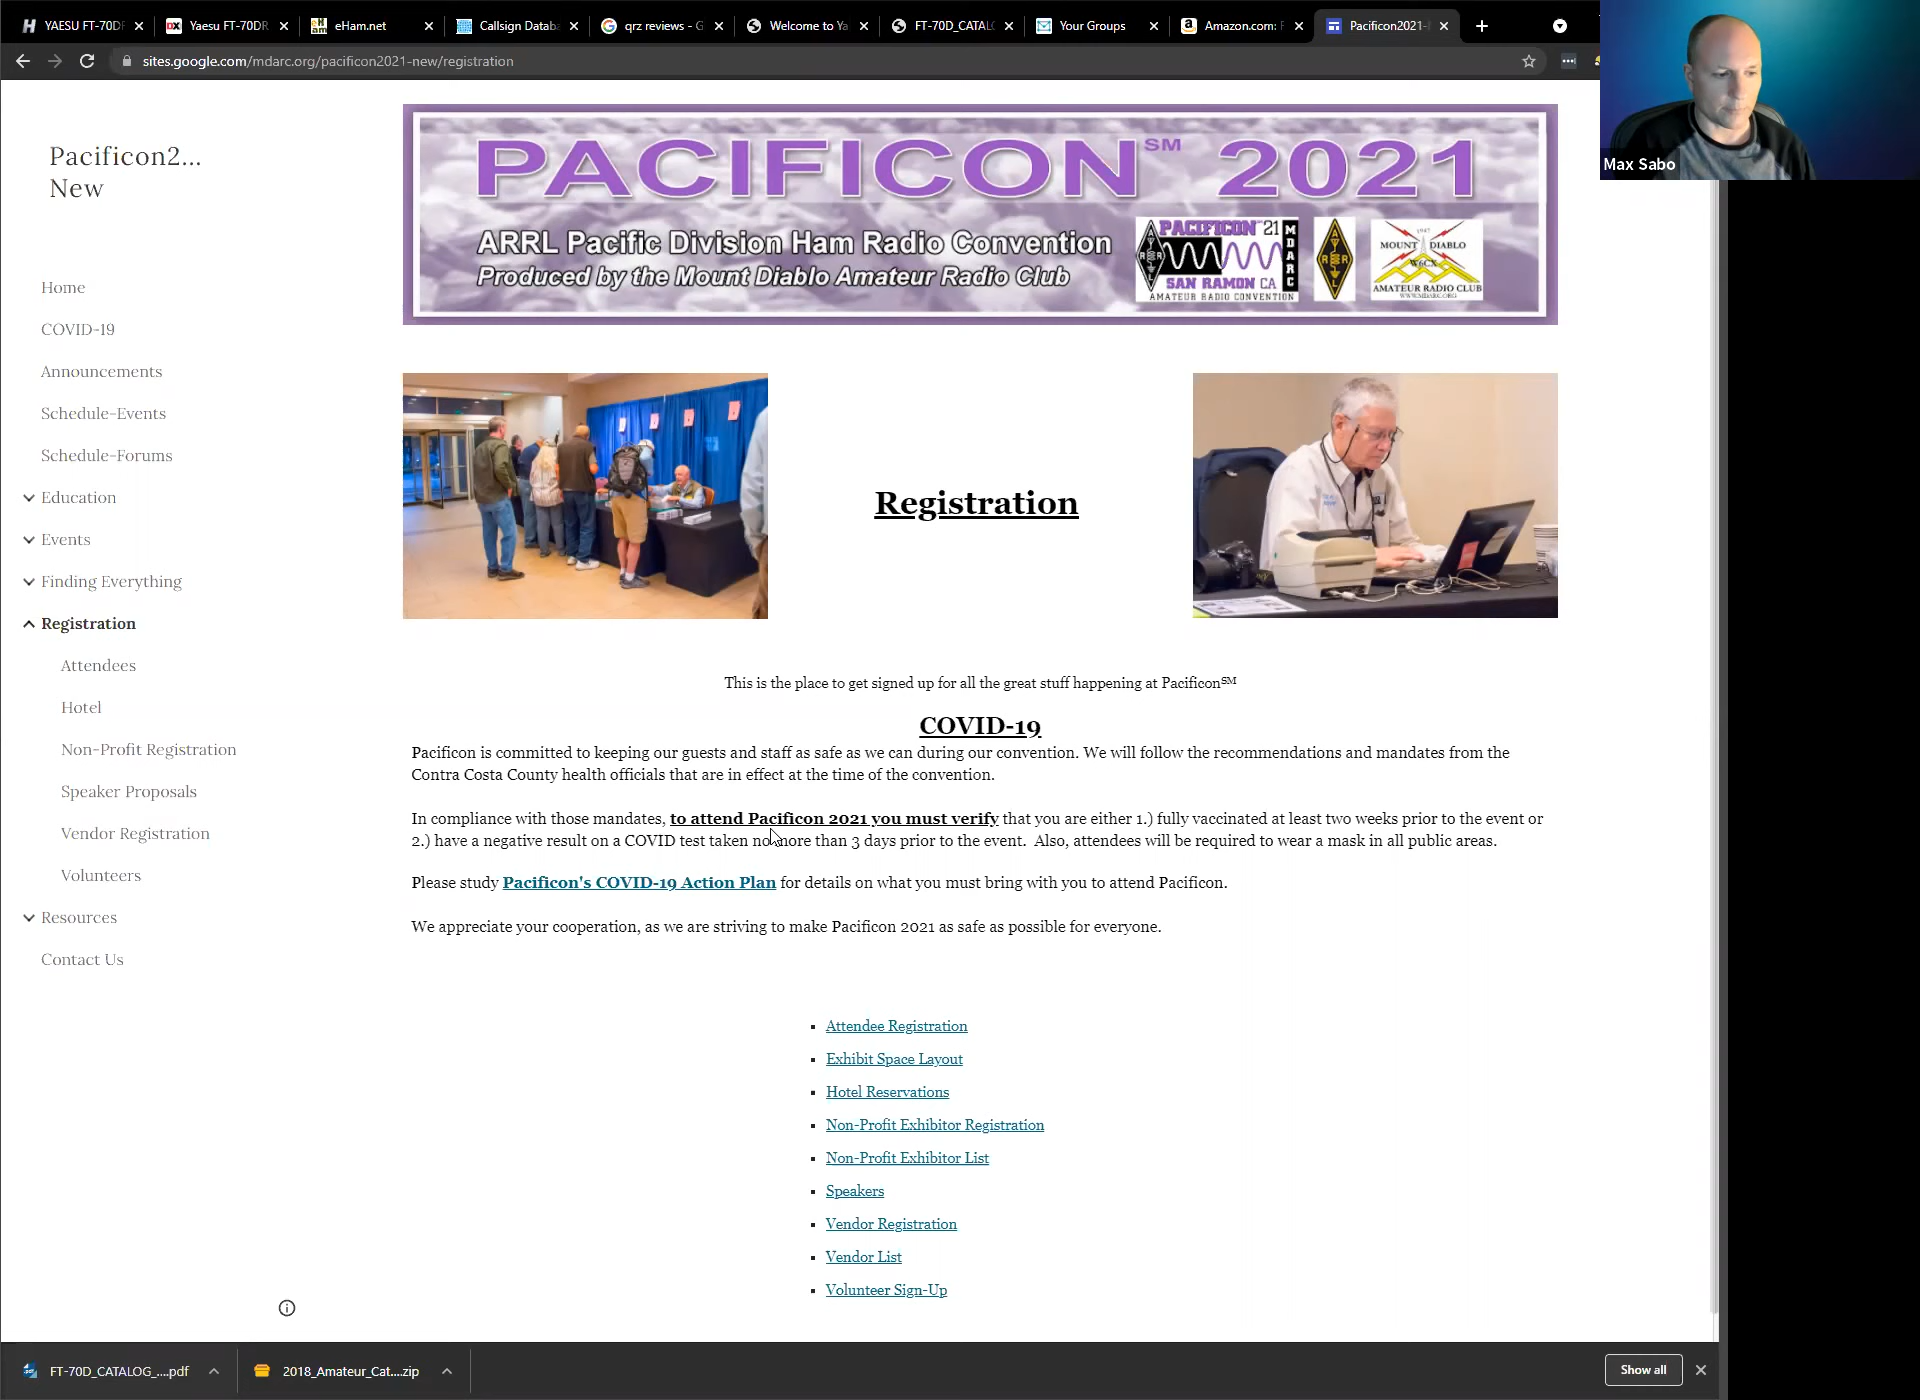 YAESU FT-70DF
Yaesu FT-70DR
eHam.net
Callsign Datab
qrz reviews - G
Welcome to Ya
FT-70D_CATAL
Your Groups
Amazon.com: F
Pacificon2021-
sites.google.com/mdarc.org/pacificon2021-new/registration
Max Sabo
Pacificon2...
New
Home
COVID-19
Announcements
Schedule-Events
Schedule-Forums
Education
Events
Finding Everything
Registration
Attendees
Hotel
Non-Profit Registration
Speaker Proposals
Vendor Registration
Volunteers
Resources
Contact Us
PACIFICON SM 2021
ARRL Pacific Division Ham Radio Convention
Produced by the Mount Diablo Amateur Radio Club
PACIFICON 21
MDARC
SAN RAMON CA
AMATEUR RADIO CONVENTION
1947
MOUNT DIABLO
W6CX
AMATEUR RADIO CLUB
WWW.MDARC.ORG
Registration
This is the place to get signed up for all the great stuff happening at Pacificon℠
COVID-19
Pacificon is committed to keeping our guests and staff as safe as we can during our convention. We will follow the recommendations and mandates from the
Contra Costa County health officials that are in effect at the time of the convention.
In compliance with those mandates, to attend Pacificon 2021 you must verify that you are either 1.) fully vaccinated at least two weeks prior to the event or
2.) have a negative result on a COVID test taken no more than 3 days prior to the event. Also, attendees will be required to wear a mask in all public areas.
Please study Pacificon's COVID-19 Action Plan for details on what you must bring with you to attend Pacificon.
We appreciate your cooperation, as we are striving to make Pacificon 2021 as safe as possible for everyone.
Attendee Registration
Exhibit Space Layout
Hotel Reservations
Non-Profit Exhibitor Registration
Non-Profit Exhibitor List
Speakers
Vendor Registration
Vendor List
Volunteer Sign-Up
FT-70D_CATALOG_....pdf
2018_Amateur_Cat....zip
Show all